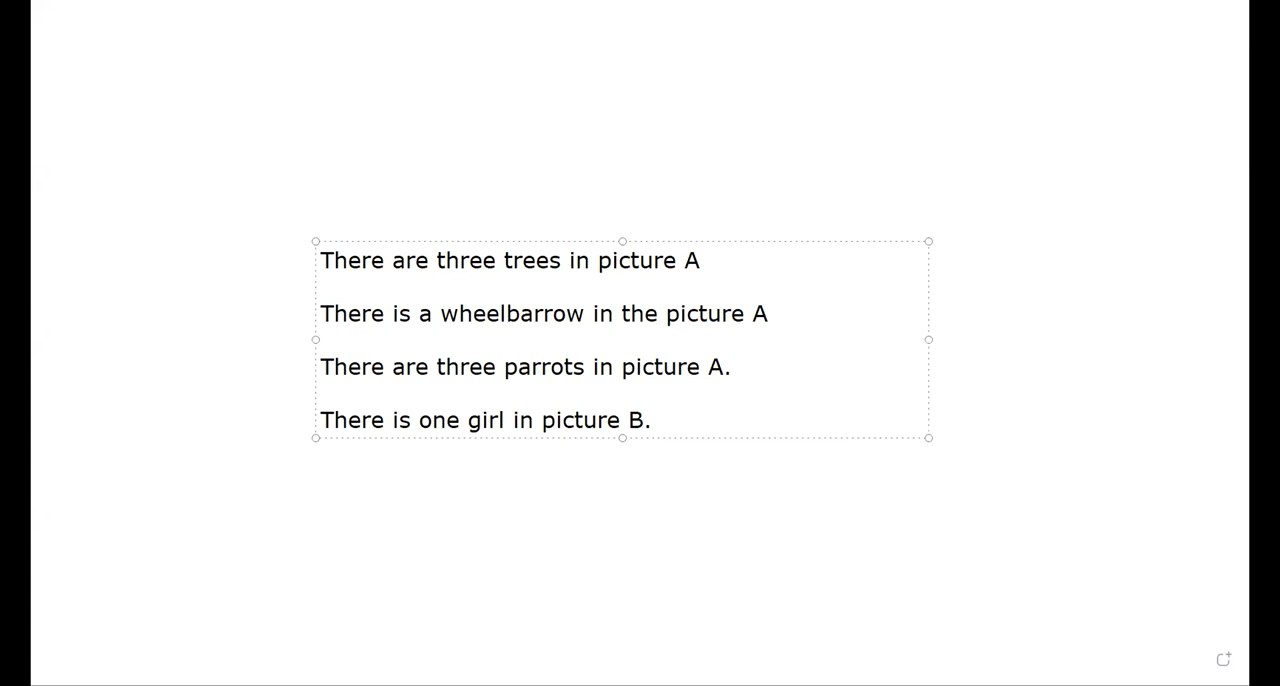 There are three trees in picture A
There is a wheelbarrow in the picture A
There are three parrots in picture A.
There is one girl in picture B.